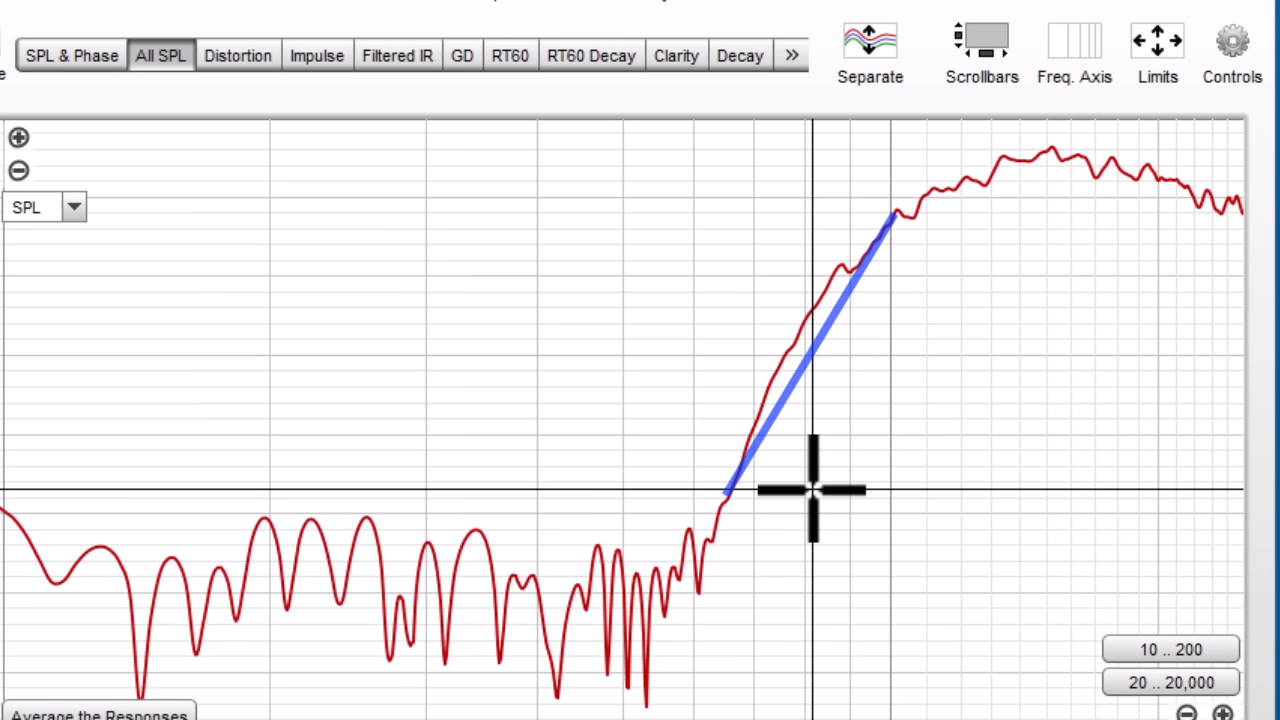 SPL & Phase All SPL Distortion Impulse Filtered IR GD RT60 RT60 Decay Clarity Decay »
Separate Scrollbars Freq. Axis Limits Controls
SPL
10 .. 200
20 .. 20,000
Average the Responses